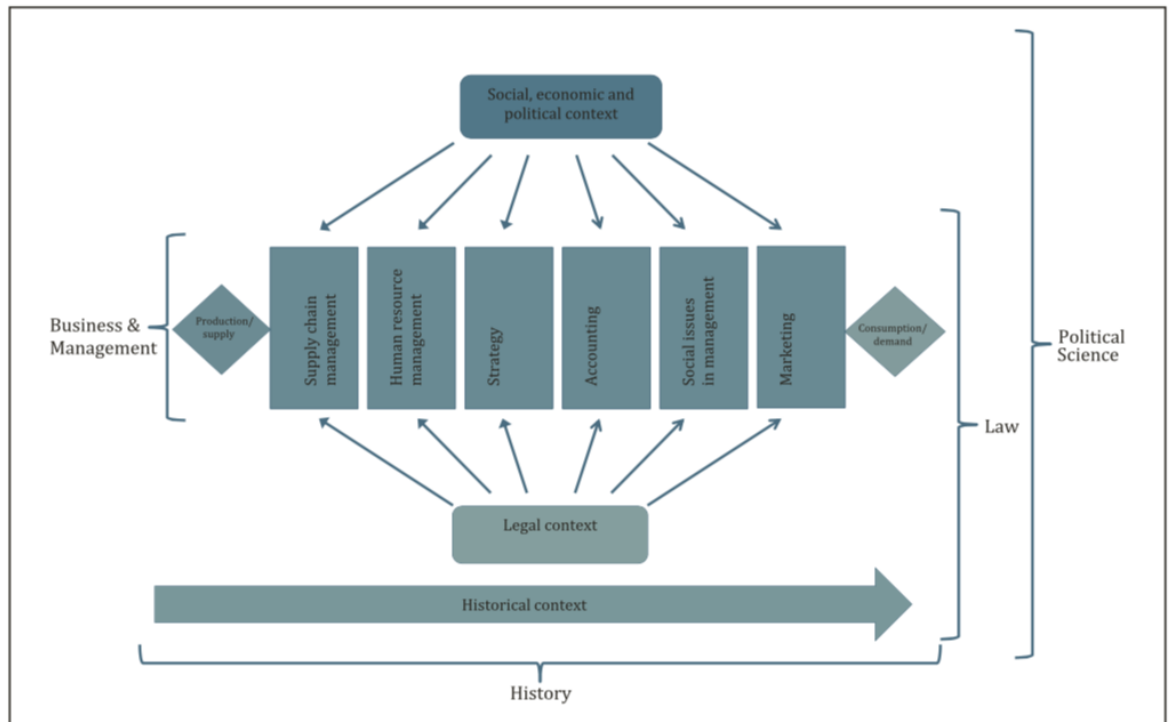 Social, economic and
political context
Business &
Management
Production/
supply
Supply chain
management
Human resource
management
Strategy
Accounting
Social issues
in management
Marketing
Consumption/
demand
Political
Science
Law
Legal context
Historical context
History